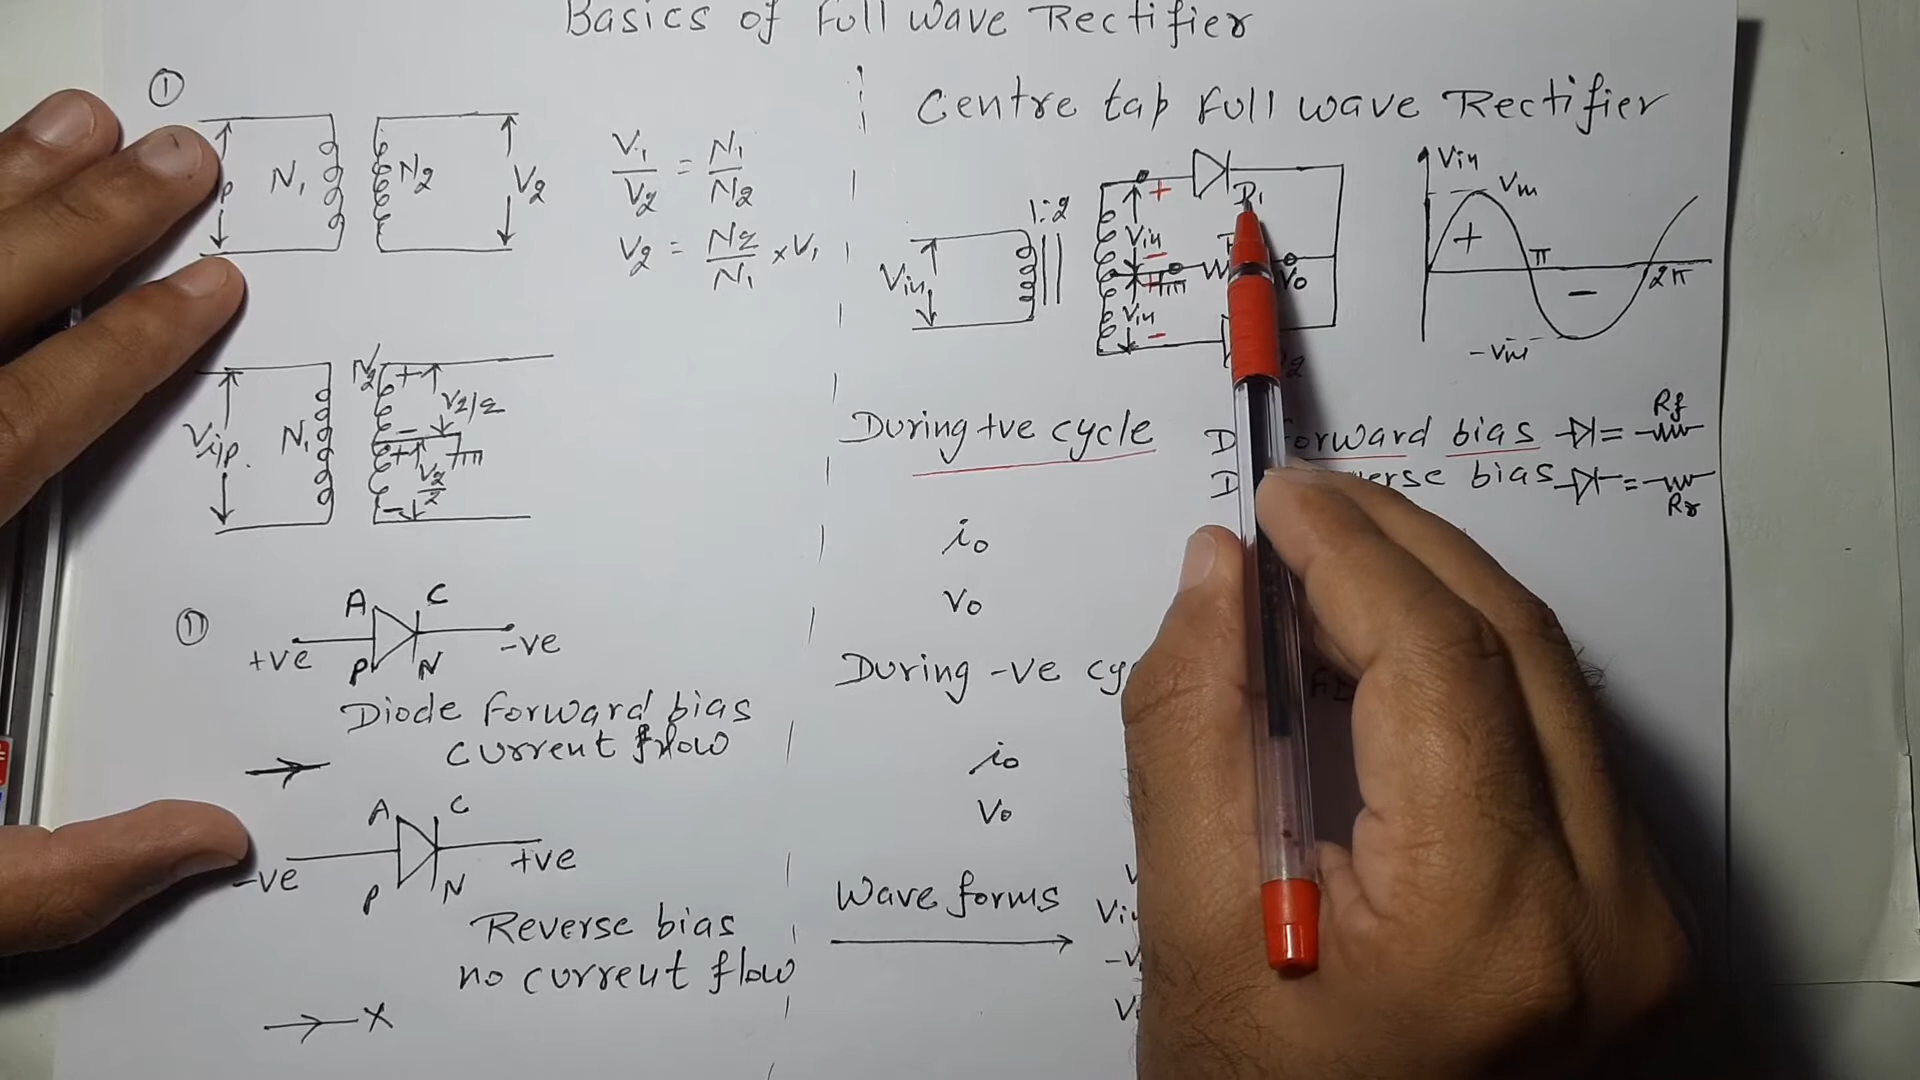 Basics of Full Wave Rectifier
I
N1
N2
V2
V1/V2 = N1/N2
V2 = N2/N1 x V1
Vi/p.
N1
N2
+
V2/2
-
+
V2/2
-
II
A C
+ve P N -ve
Diode Forward bias
current flow
A C
-ve P N +ve
Reverse bias
no current flow
X
Centre tap Full wave Rectifier
1:2
Vin
+
Vin
-
+
Vin
-
D1
Vo
2
Vin
Vm
+
π
-
2π
-Vm
During +ve cycle
Forward bias = Rf
bias = Rr
io
Vo
During -ve
io
Vo
Wave forms